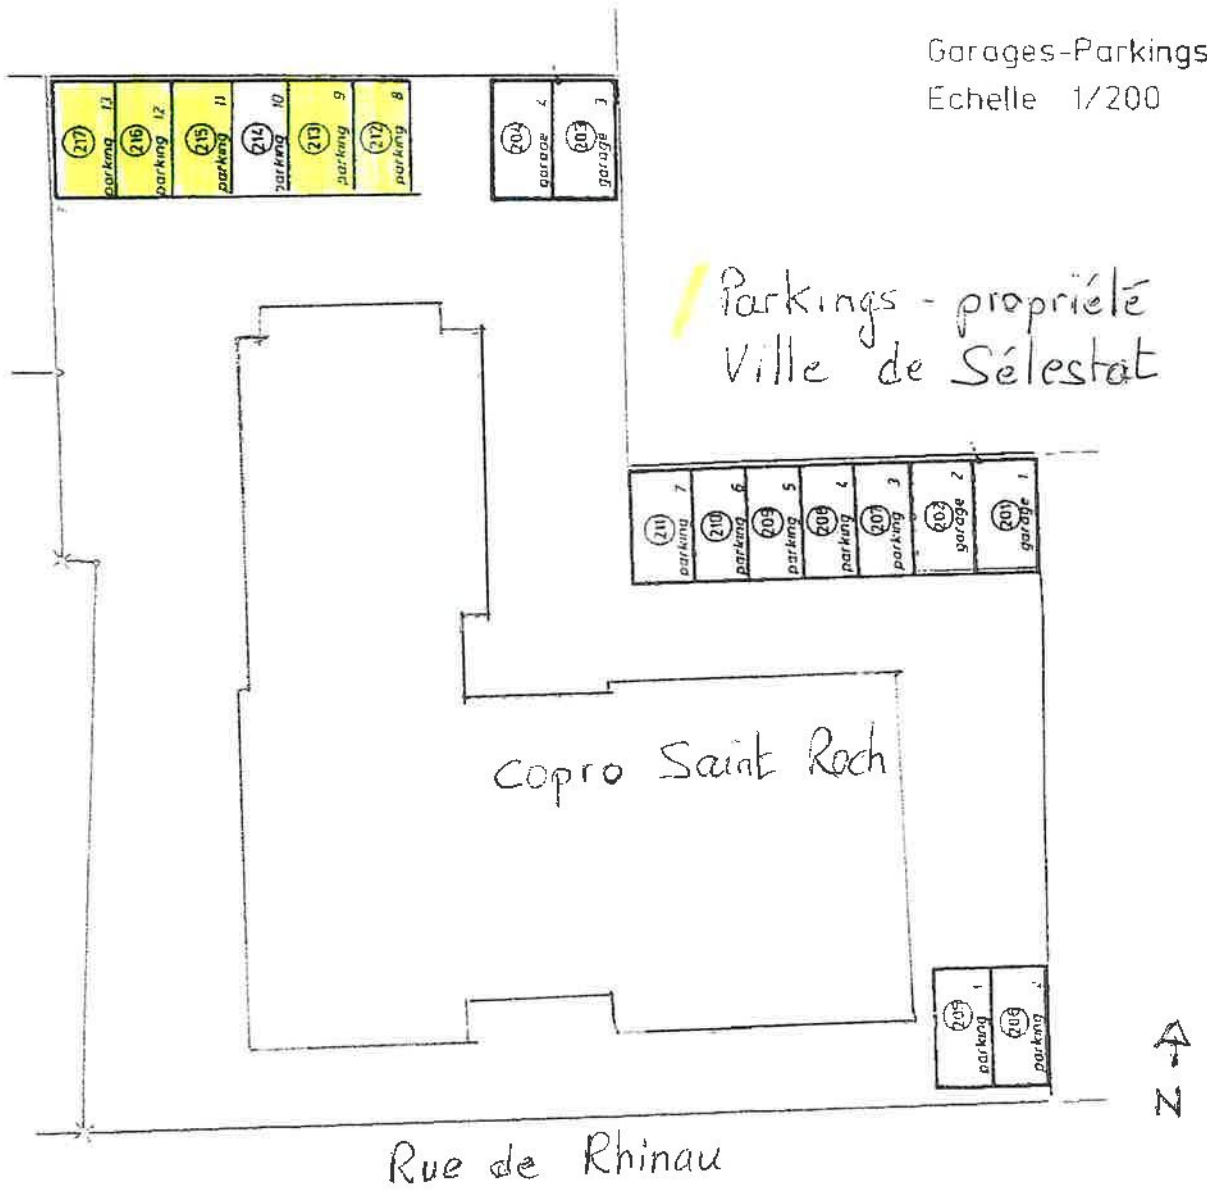 Garages-Parkings
Echelle 1/200
217 parking 13
216 parking 12
215 parking 11
214 parking 10
213 parking 9
212 parking 8
204 garage
203 garage 3
Parkings - propriété
Ville de Sélestat
211 parking 7
210 parking 6
209 parking 5
208 parking 4
207 parking 3
202 garage 2
201 garage 1
copro Saint Roch
205 parking 1
206 parking
N
Rue de Rhinau